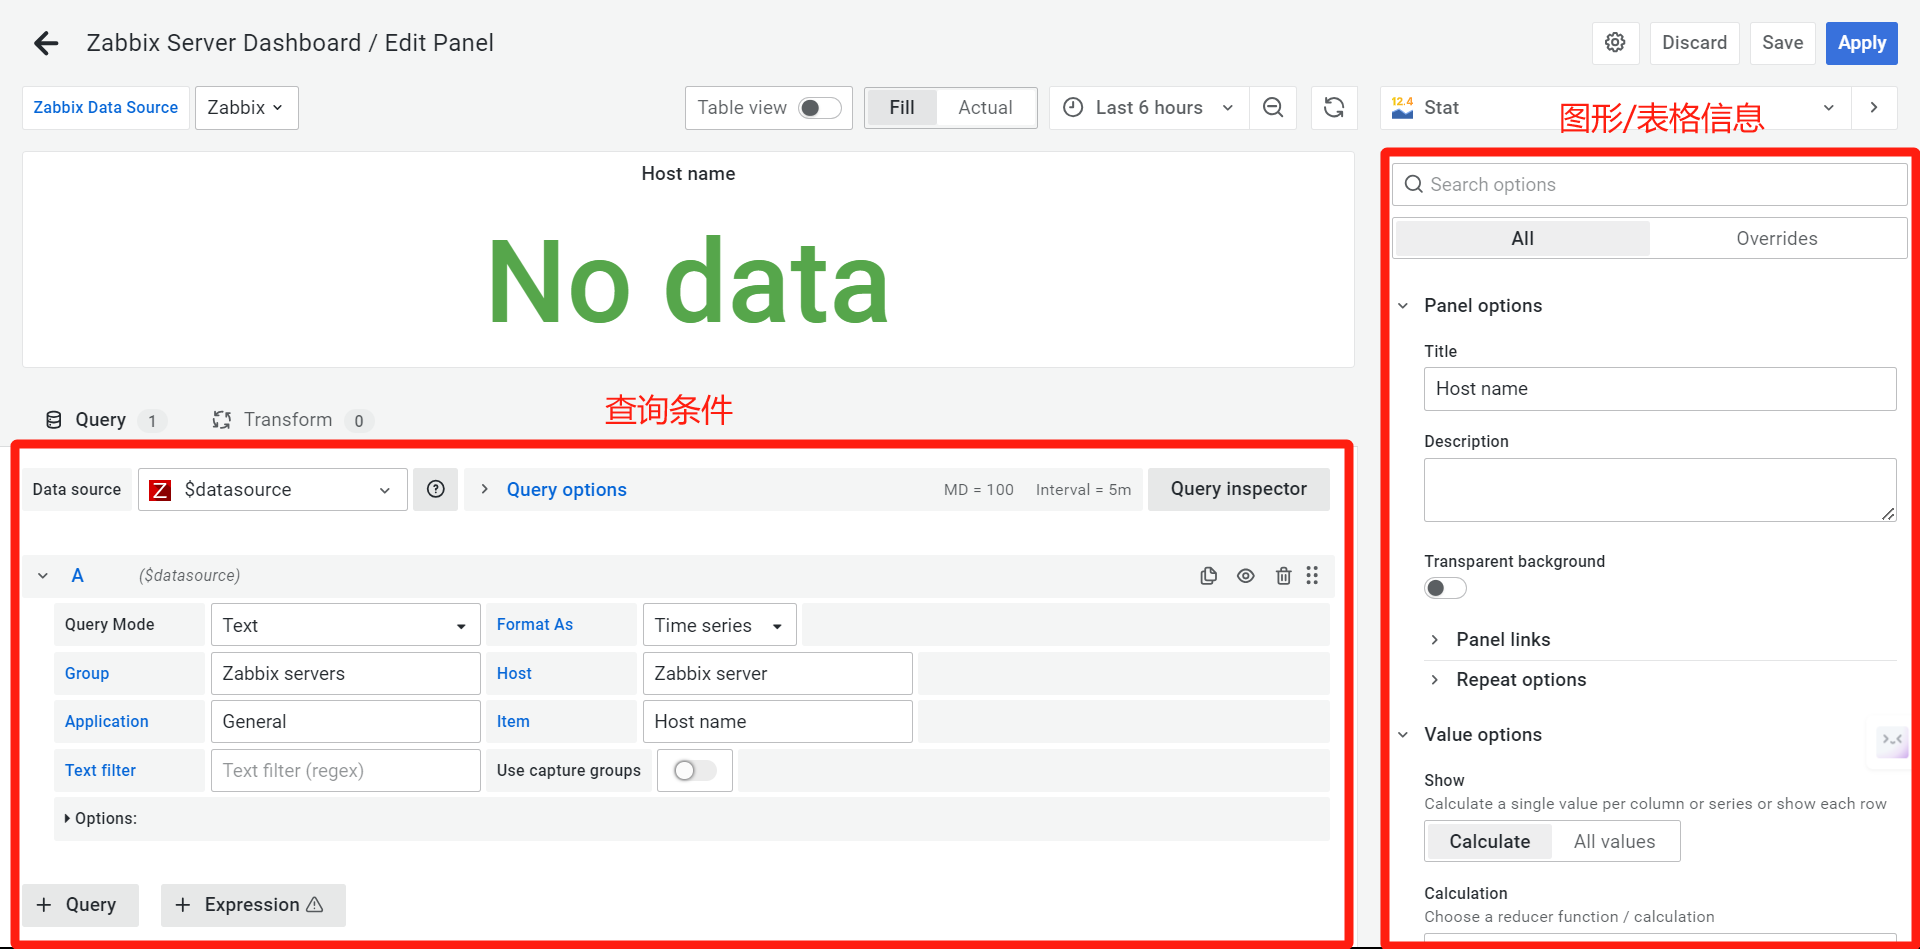 Zabbix Server Dashboard / Edit Panel
Discard
Save
Apply
Zabbix Data Source
Zabbix
Table view
Fill
Actual
Last 6 hours
12.4
Stat
图形/表格信息
Host name
No data
Search options
All
Overrides
Panel options
Title
Host name
Description
Transparent background
Panel links
Repeat options
Value options
Show
Calculate a single value per column or series or show each row
Calculate
All values
Calculation
Choose a reducer function / calculation
Query 1
Transform 0
查询条件
Data source
Z
$datasource
Query options
MD = 100
Interval = 5m
Query inspector
A
($datasource)
Query Mode
Text
Format As
Time series
Group
Zabbix servers
Host
Zabbix server
Application
General
Item
Host name
Text filter
Text filter (regex)
Use capture groups
Options:
+ Query
+ Expression